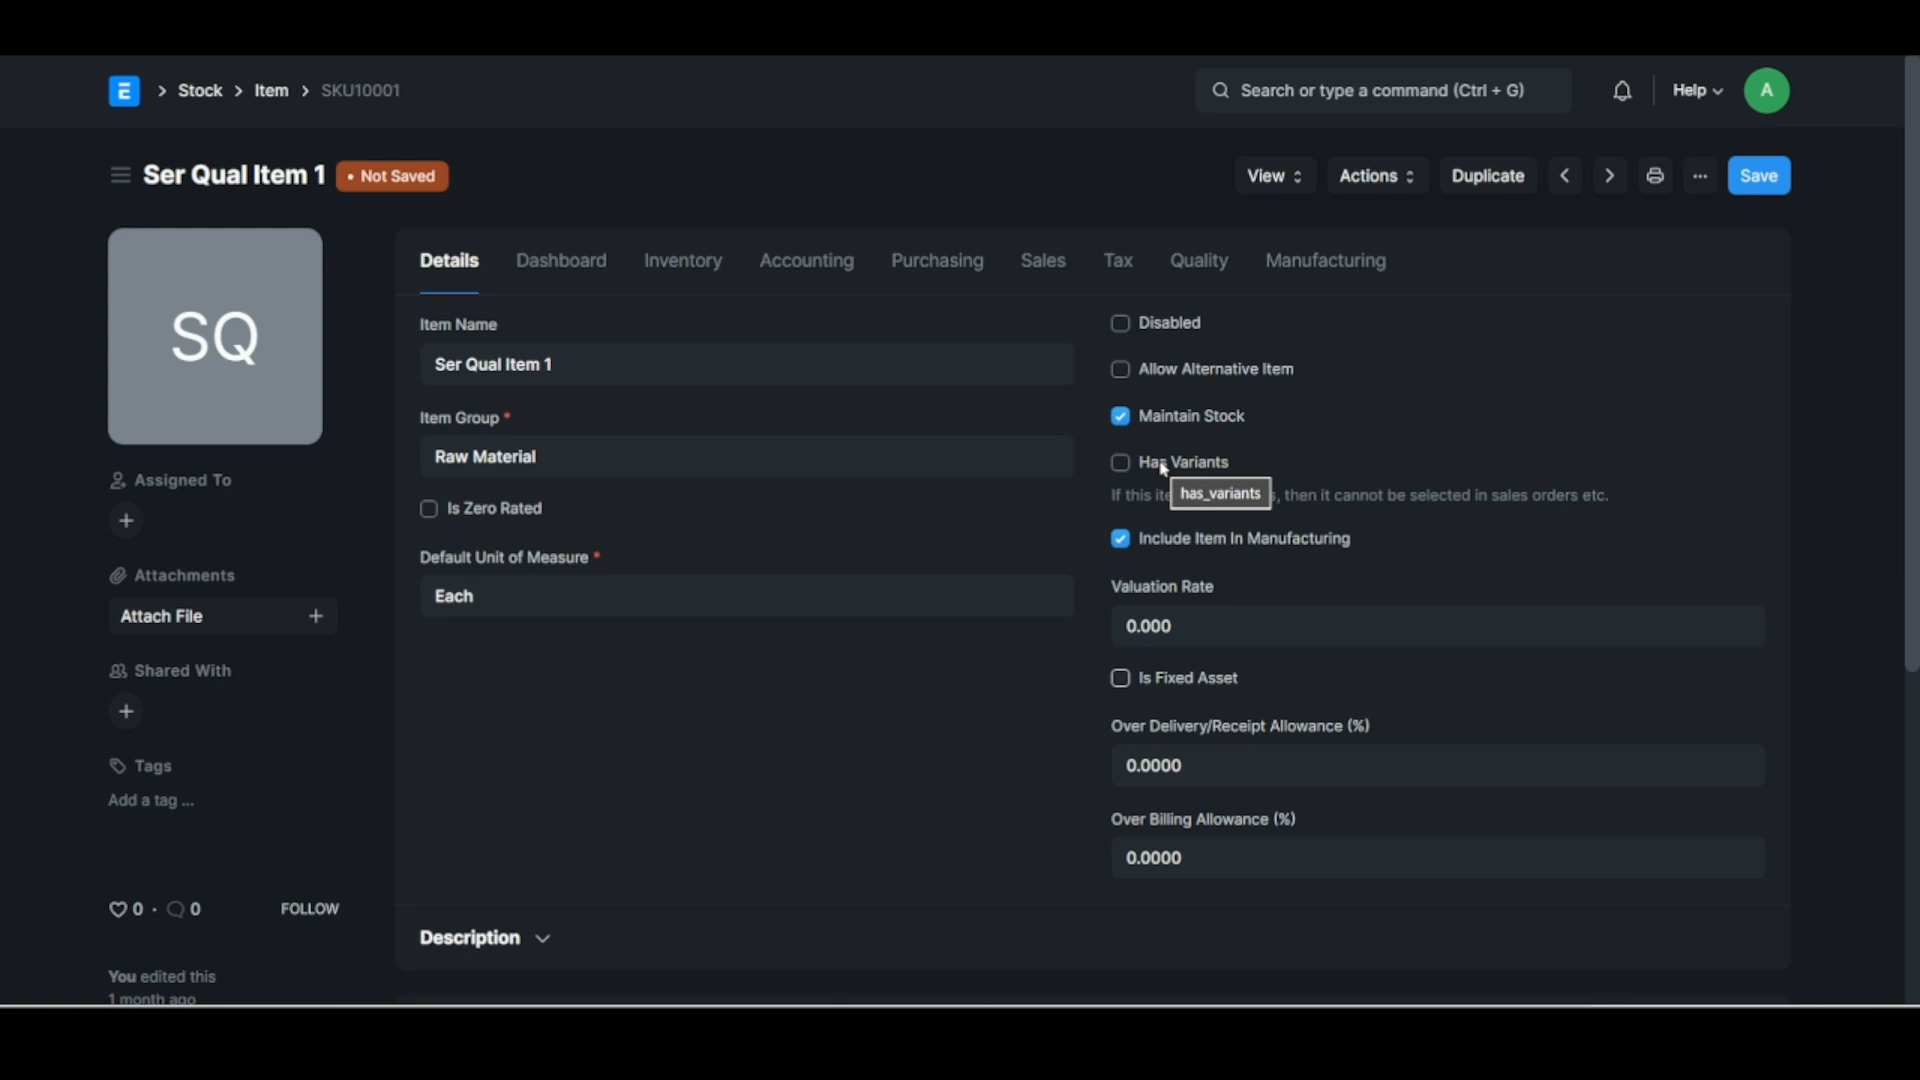 E > Stock > Item > SKU10001
Search or type a command (Ctrl + G)
Help
A
Ser Qual Item 1
• Not Saved
View
Actions
Duplicate
...
Save
SQ
Assigned To
+
Attachments
Attach File +
Shared With
+
Tags
Add a tag ...
0 · 0
FOLLOW
You edited this
1 month ago
Details
Dashboard
Inventory
Accounting
Purchasing
Sales
Tax
Quality
Manufacturing
Item Name
Ser Qual Item 1
Item Group *
Raw Material
Is Zero Rated
Default Unit of Measure *
Each
Disabled
Allow Alternative Item
Maintain Stock
Has Variants
If this ite
has_variants
s, then it cannot be selected in sales orders etc.
Include Item In Manufacturing
Valuation Rate
0.000
Is Fixed Asset
Over Delivery/Receipt Allowance (%)
0.0000
Over Billing Allowance (%)
0.0000
Description